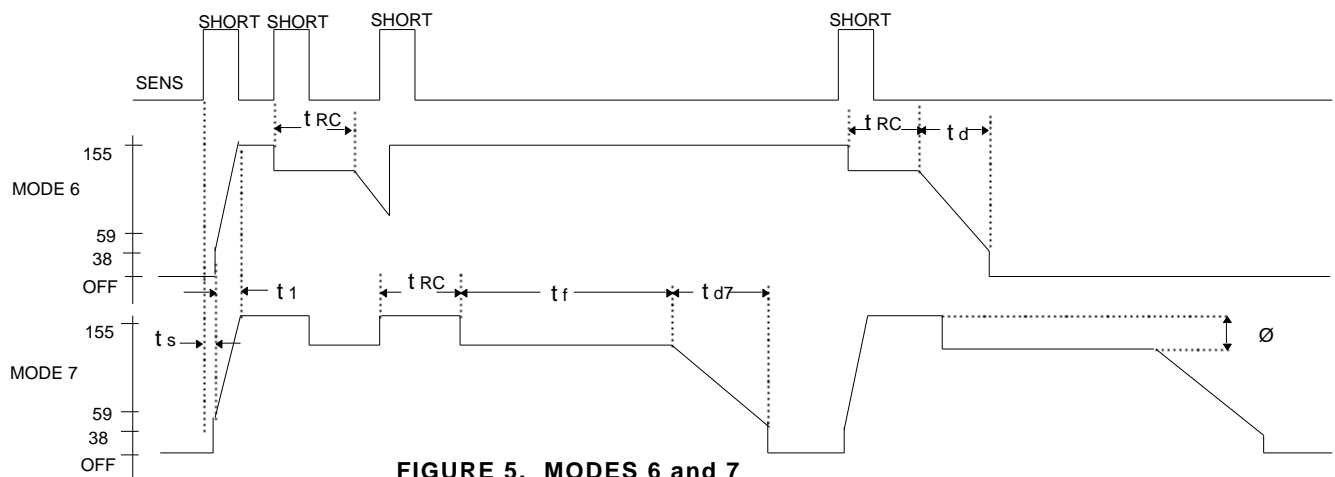 SHORT SHORT SHORT SHORT
SENS
t RC t RC t d
155
MODE 6
59
38
OFF
t 1 t RC t f t d7
155
t s Ø
MODE 7
59
38
OFF
FIGURE 5. MODES 6 and 7